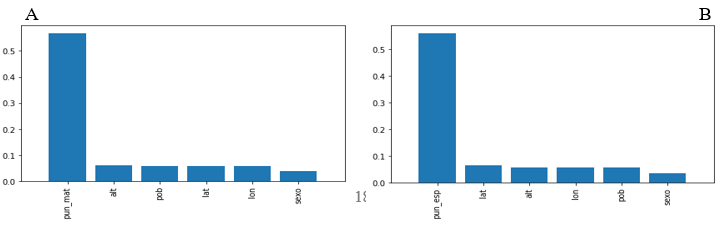 A
0.5
0.4
0.3
0.2
0.1
0.0
pun_mat
alt
pob
lat
lon
sexo
B
0.5
0.4
0.3
0.2
0.1
0.0
pun_esp
lat
alt
lon
pob
sexo